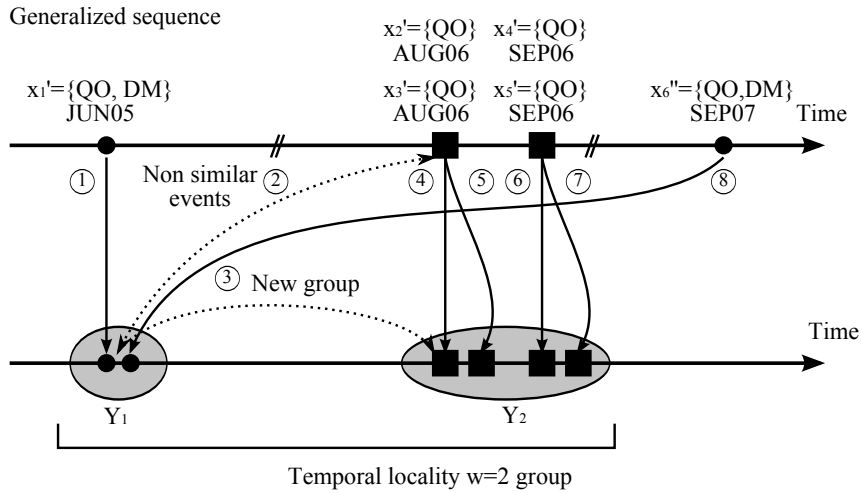 Generalized sequence
x2'={QO}
AUG06
x4'={QO}
SEP06
x1'={QO, DM}
JUN05
x3'={QO}
AUG06
x5'={QO}
SEP06
x6''={QO,DM}
SEP07
Time
1
Non similar
events
2
4
5
6
7
8
3
New group
Time
Y1
Y2
Temporal locality w=2 group